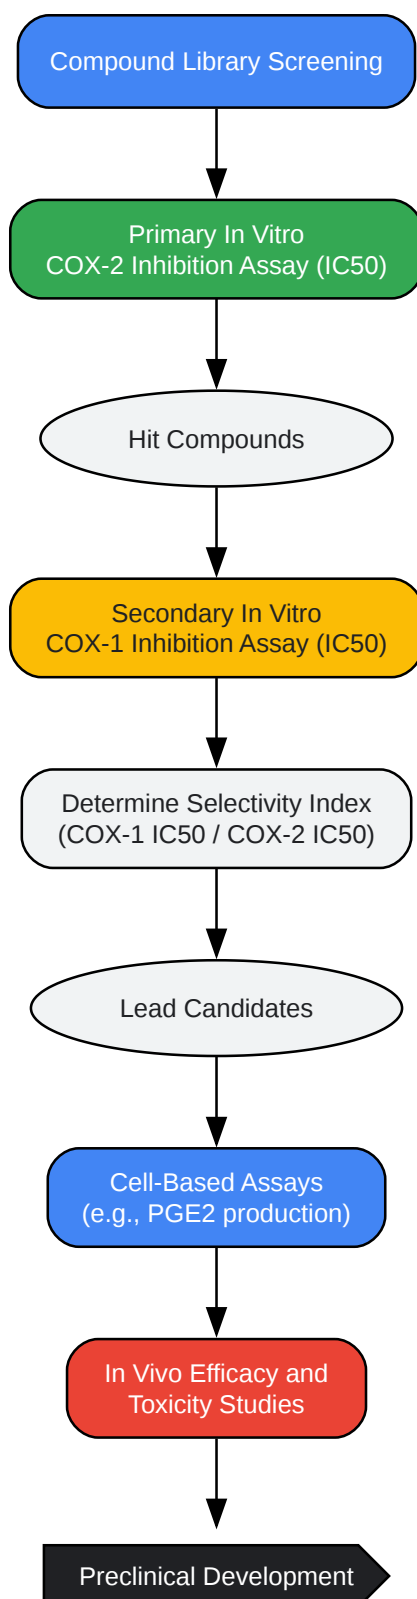 Compound Library Screening
Primary In Vitro
COX-2 Inhibition Assay (IC50)
Hit Compounds
Secondary In Vitro
COX-1 Inhibition Assay (IC50)
Determine Selectivity Index
(COX-1 IC50 / COX-2 IC50)
Lead Candidates
Cell-Based Assays
(e.g., PGE2 production)
In Vivo Efficacy and
Toxicity Studies
Preclinical Development